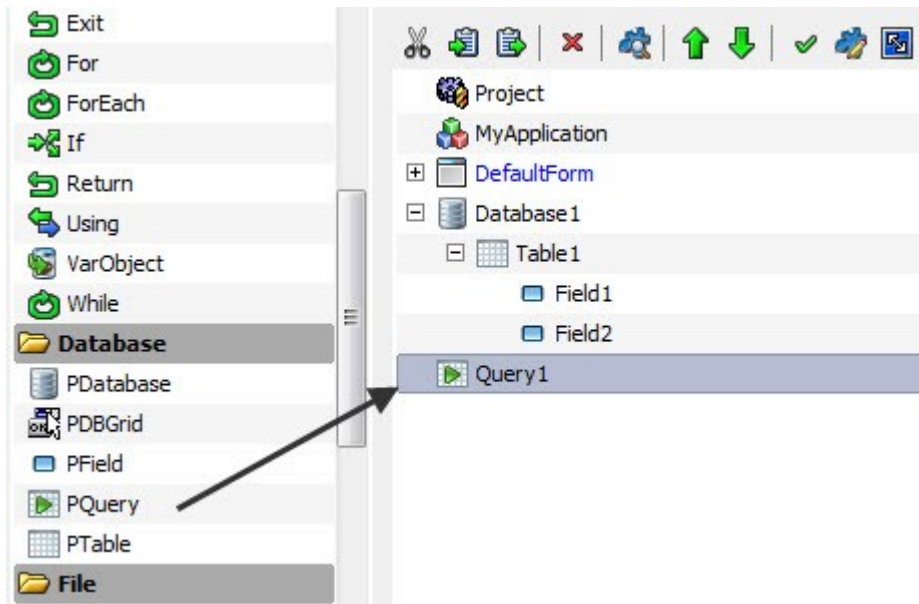 Exit
For
ForEach
If
Return
Using
VarObject
While
Database
PDatabase
PDBGrid
PField
PQuery
PTable
File
Project
MyApplication
DefaultForm
Database1
Table1
Field1
Field2
Query1